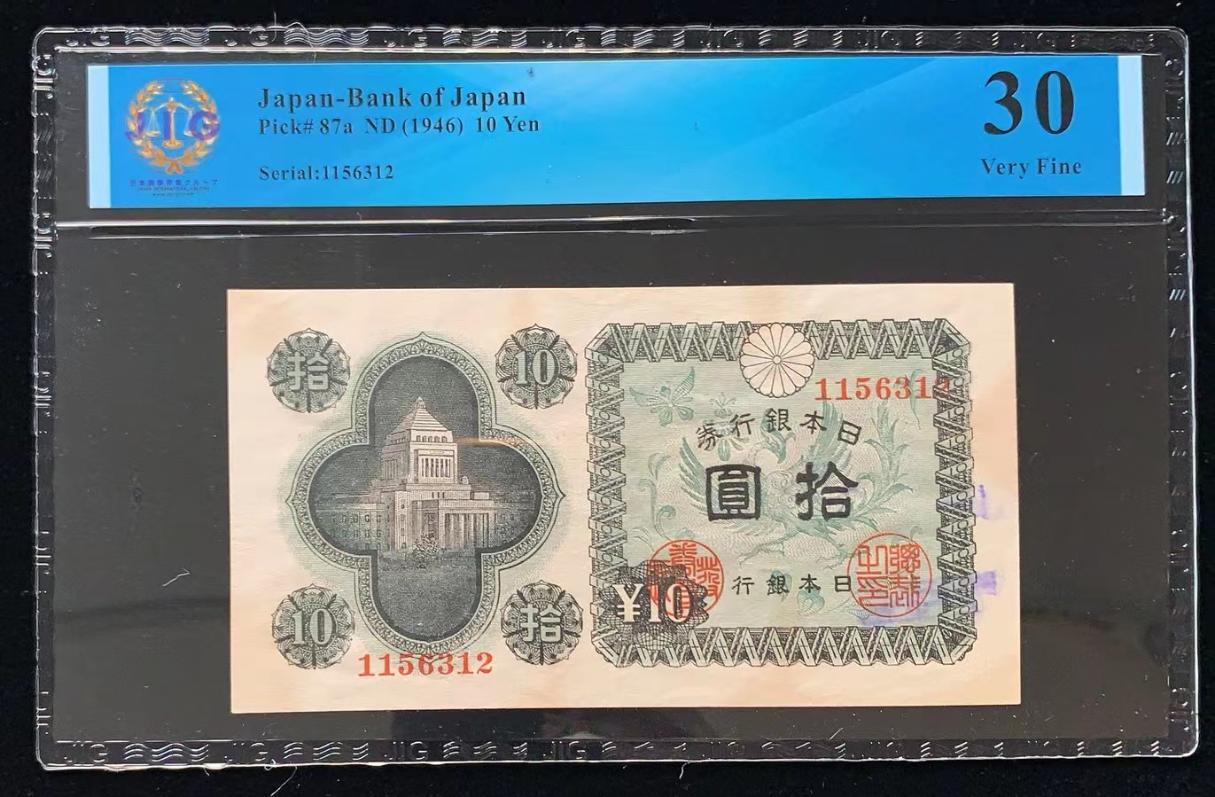 JIG
Japan-Bank of Japan
Pick# 87a ND (1946) 10 Yen
Serial:1156312
30
Very Fine
拾
10
1156312
券行銀本日
圓拾
行銀本日
¥10
10
拾
1156312